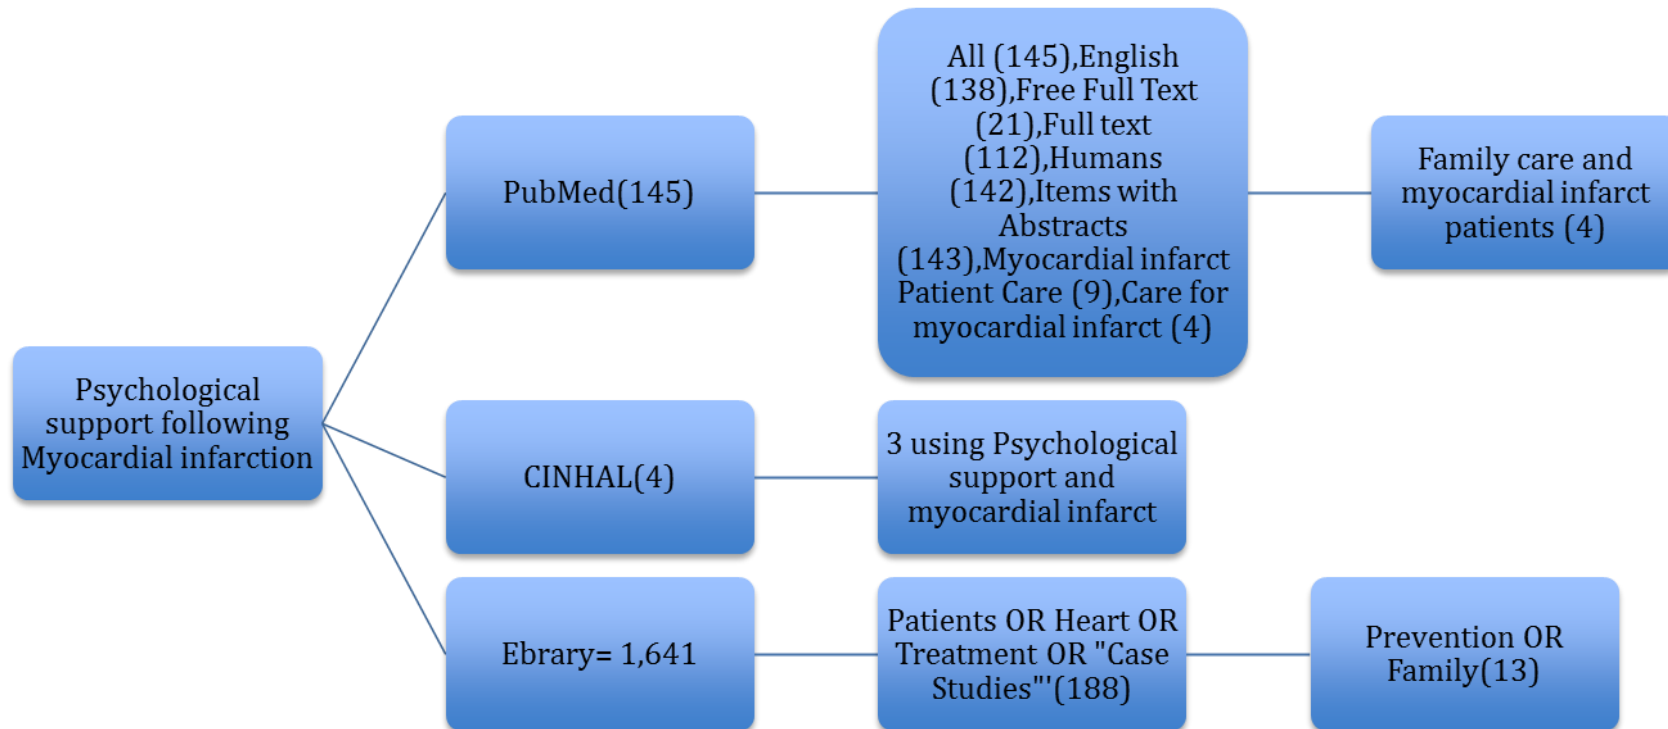 Psychological
support following
Myocardial infarction
PubMed(145)
All (145),English
(138),Free Full Text
(21),Full text
(112),Humans
(142),Items with
Abstracts
(143),Myocardial infarct
Patient Care (9),Care for
myocardial infarct (4)
Family care and
myocardial infarct
patients (4)
CINHAL(4)
3 using Psychological
support and
myocardial infarct
Ebrary= 1,641
Patients OR Heart OR
Treatment OR "Case
Studies"'(188)
Prevention OR
Family(13)